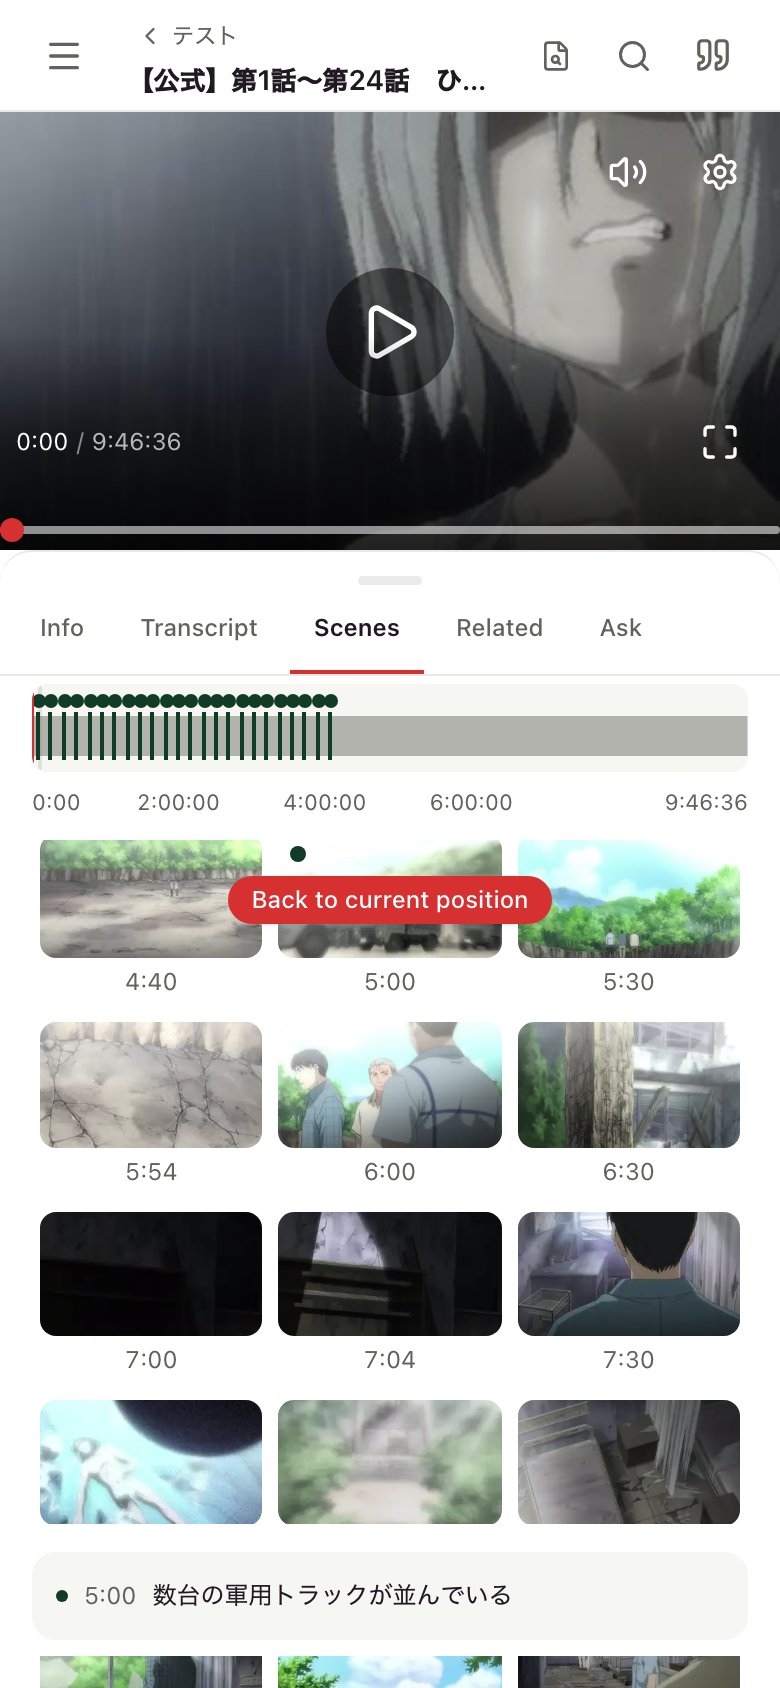 テスト
【公式】第1話〜第24話　ひ...
0:00 / 9:46:36
Info Transcript Scenes Related Ask
0:00 2:00:00 4:00:00 6:00:00 9:46:36
Back to current position
4:40 5:00 5:30
5:54 6:00 6:30
7:00 7:04 7:30
5:00 数台の軍用トラックが並んでいる